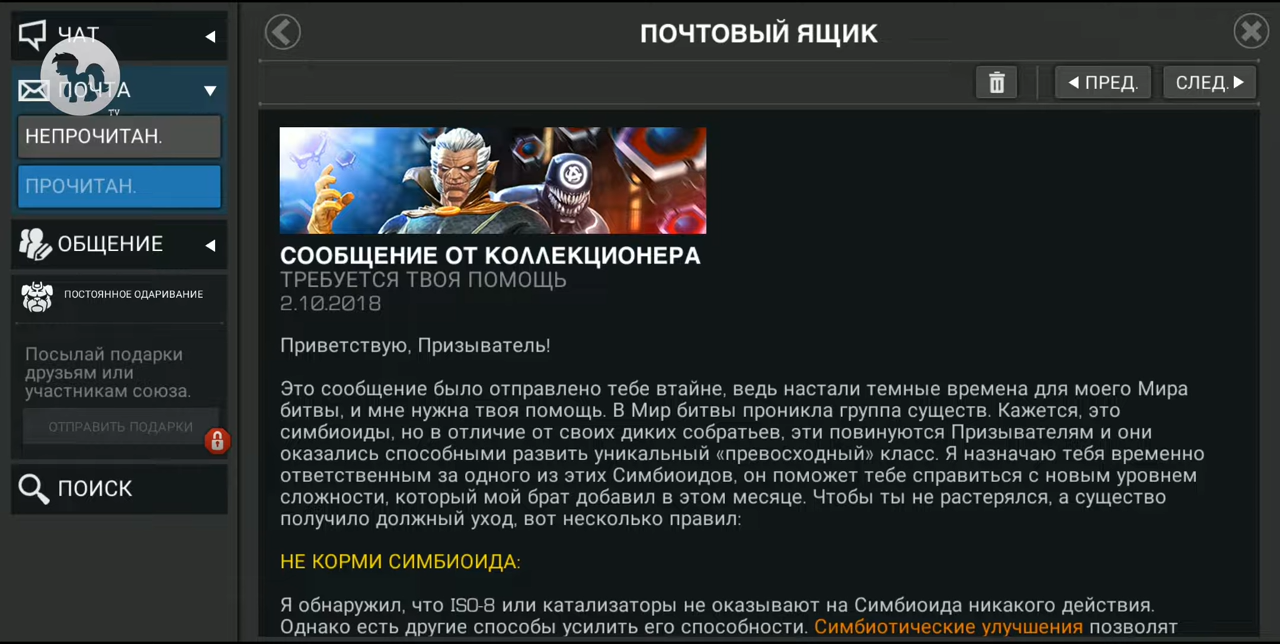 ЧАТ
ПОЧТА
TV
НЕПРОЧИТАН.
ПРОЧИТАН.
ОБЩЕНИЕ
ПОСТОЯННОЕ ОДАРИВАНИЕ
Посылай подарки
друзьям или
участникам союза.
ОТПРАВИТЬ ПОДАРКИ
ПОИСК
ПОЧТОВЫЙ ЯЩИК
ПРЕД.
СЛЕД.
СООБЩЕНИЕ ОТ КОЛЛЕКЦИОНЕРА
ТРЕБУЕТСЯ ТВОЯ ПОМОЩЬ
2.10.2018
Приветствую, Призыватель!
Это сообщение было отправлено тебе втайне, ведь настали темные времена для моего Мира
битвы, и мне нужна твоя помощь. В Мир битвы проникла группа существ. Кажется, это
симбиоиды, но в отличие от своих диких собратьев, эти повинуются Призывателям и они
оказались способными развить уникальный «превосходный» класс. Я назначаю тебя временно
ответственным за одного из этих Симбиоидов, он поможет тебе справиться с новым уровнем
сложности, который мой брат добавил в этом месяце. Чтобы ты не растерялся, а существо
получило должный уход, вот несколько правил:
НЕ КОРМИ СИМБИОИДА:
Я обнаружил, что ISO-8 или катализаторы не оказывают на Симбиоида никакого действия.
Однако есть другие способы усилить его способности. Симбиотические улучшения позволят